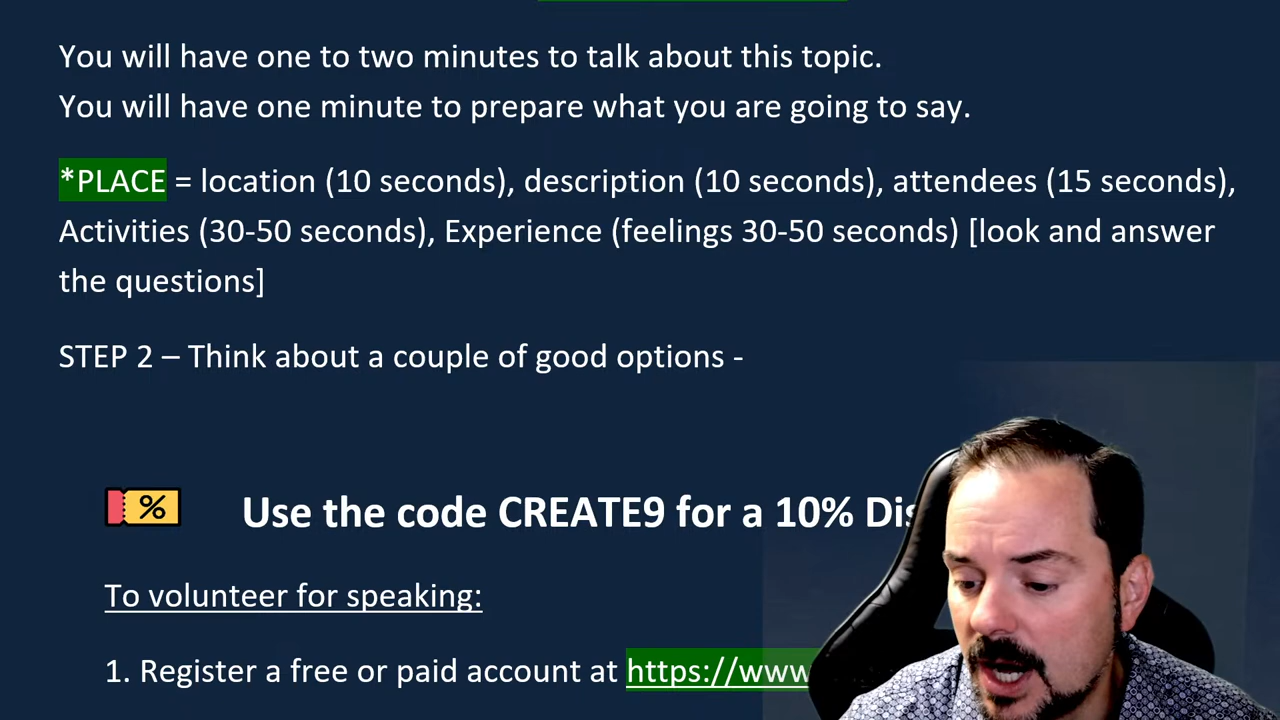 You will have one to two minutes to talk about this topic.
You will have one minute to prepare what you are going to say.
*PLACE = location (10 seconds), description (10 seconds), attendees (15 seconds),
Activities (30-50 seconds), Experience (feelings 30-50 seconds) [look and answer
the questions]
STEP 2 – Think about a couple of good options -
%
Use the code CREATE9 for a 10%
To volunteer for speaking:
1. Register a free or paid account at https://www